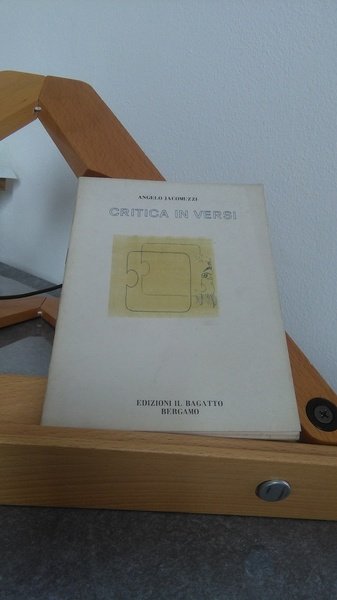 ANGELO JACOMUZZI
CRITICA IN VERSI
EDIZIONI IL BAGATTO
BERGAMO